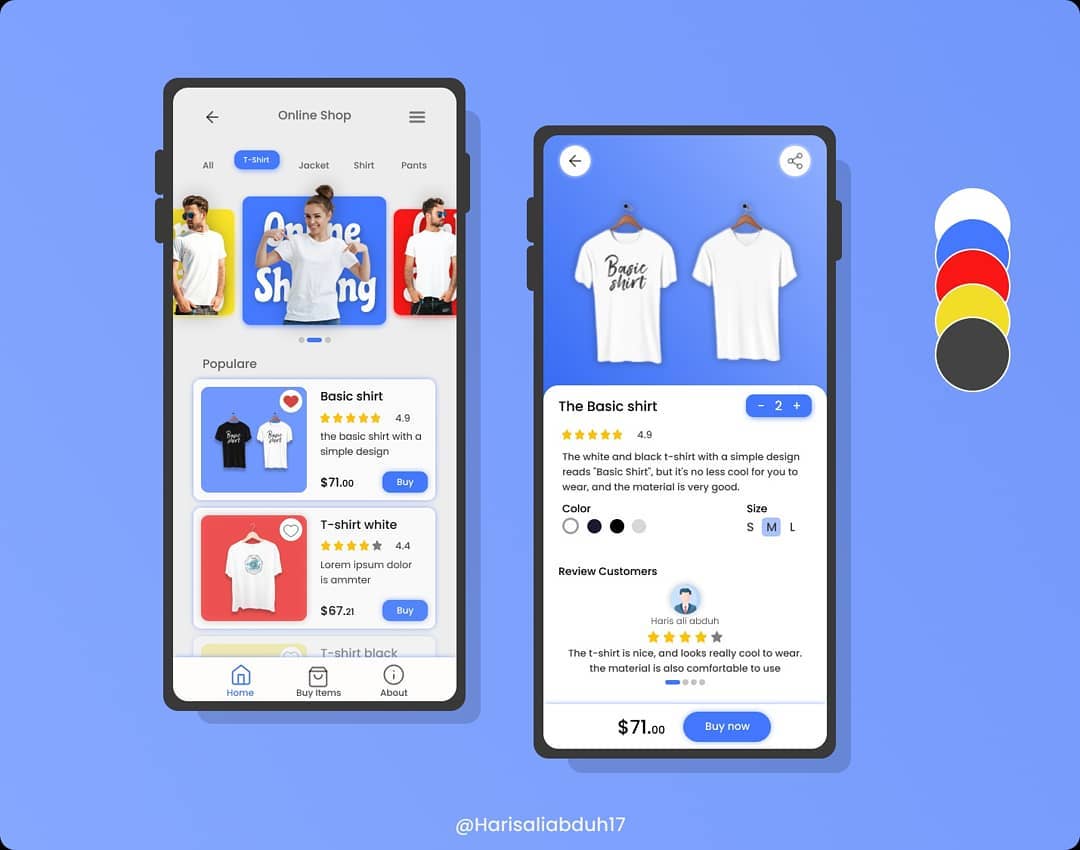 Online Shop
All
T-Shirt
Jacket
Shirt
Pants
Online
Shopping
Populare
Basic shirt
4.9
the basic shirt with a
simple design
$71.00
Buy
Basic
shirt
Basic
shirt
T-shirt white
4.4
Lorem ipsum dolor
is ammter
$67.21
Buy
T-shirt black
Home
Buy Items
About
Basic
shirt
The Basic shirt
- 2 +
4.9
The white and black t-shirt with a simple design
reads "Basic Shirt", but it's no less cool for you to
wear, and the material is very good.
Color
Size
S M L
Review Customers
Haris ali abduh
The t-shirt is nice, and looks really cool to wear.
the material is also comfortable to use
$71.00
Buy now
@Harisaliabduh17